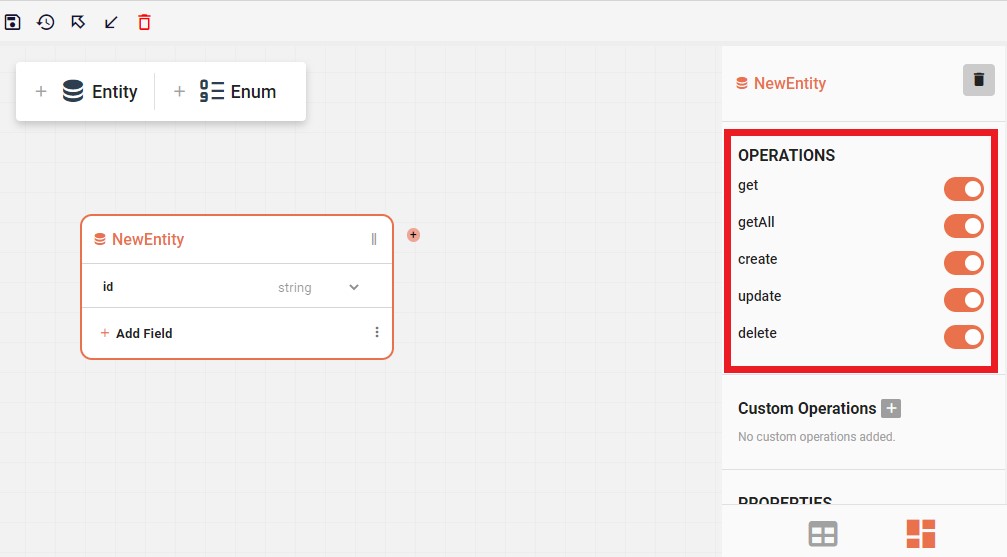 Entity
Enum
NewEntity
OPERATIONS
get
getAll
create
update
delete
NewEntity
id string
Add Field
Custom Operations
No custom operations added.
PROPERTIES